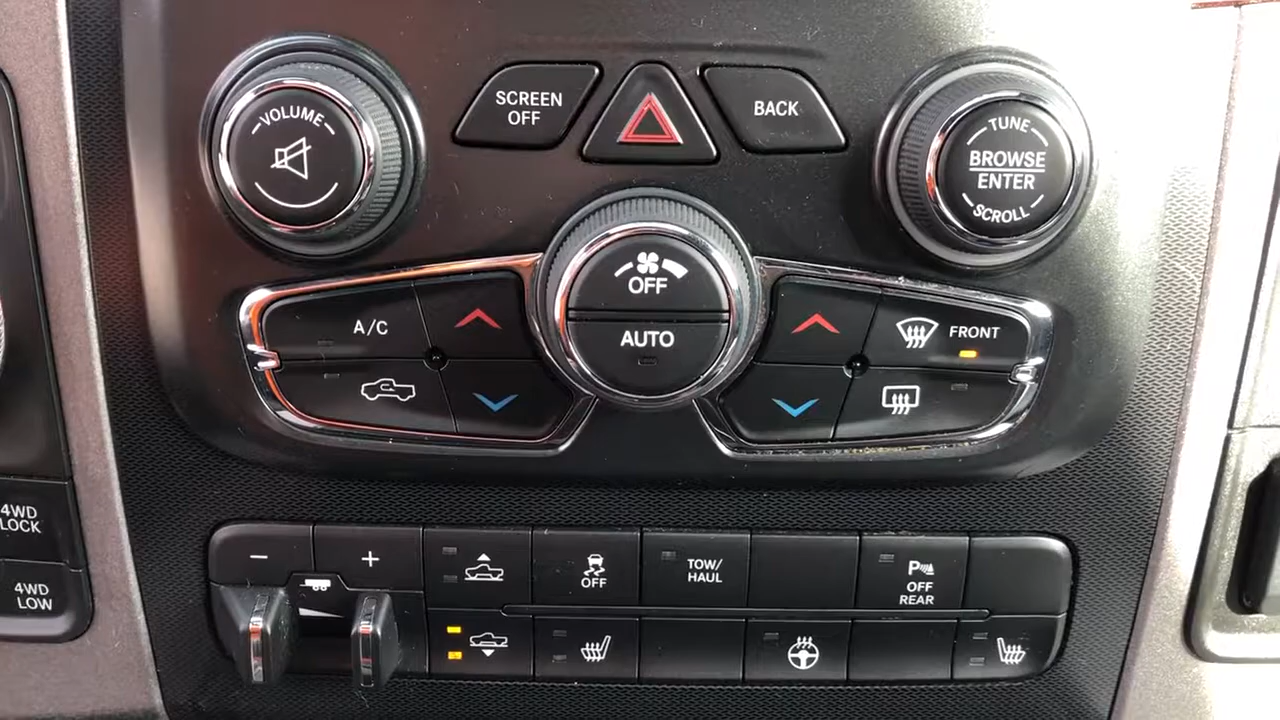 VOLUME
SCREEN
OFF
BACK
TUNE
BROWSE
ENTER
SCROLL
OFF
AUTO
A/C
FRONT
4WD
LOCK
4WD
LOW
− +
OFF
TOW/
HAUL
P
OFF
REAR